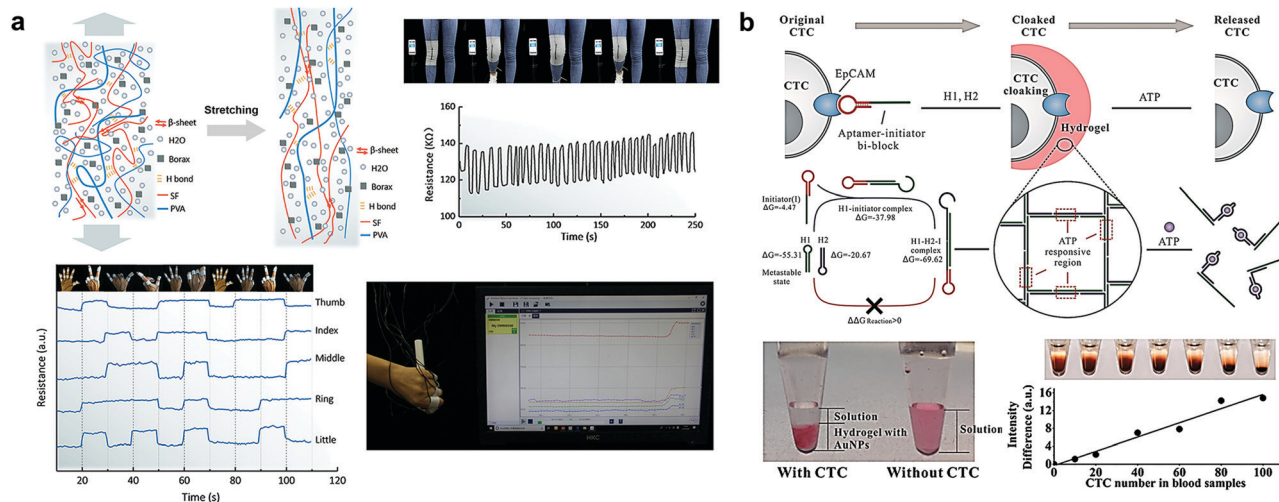 a
β-sheet
H2O
Borax
H bond
SF
PVA
Stretching
β-sheet
H2O
Borax
H bond
SF
PVA
Resistance (KΩ)
160
140
120
100
0 25 50 75 100 125 150 175 200 225 250
Time (s)
Resistance (a.u.)
Thumb
Index
Middle
Ring
Little
20 40 60 80 100 120
Time (s)
HKC
b
Original
CTC
Cloaked
CTC
Released
CTC
CTC
EpCAM
Aptamer-initiator
bi-block
H1, H2
CTC
cloaking
Hydrogel
ATP
CTC
Initiator(I)
ΔG=-4.47
H1-initiator complex
ΔG=-37.98
H1
H2
ΔG=-55.31
ΔG=-20.67
Metastable
state
H1-H2-I
complex
ΔG=-69.62
ΔΔG Reaction>0
ATP
responsive
region
ATP
Solution
Hydrogel with
AuNPs
Solution
With CTC
Without CTC
Intensity
Difference (a.u.)
16
12
8
4
0
0 20 40 60 80 100
CTC number in blood samples